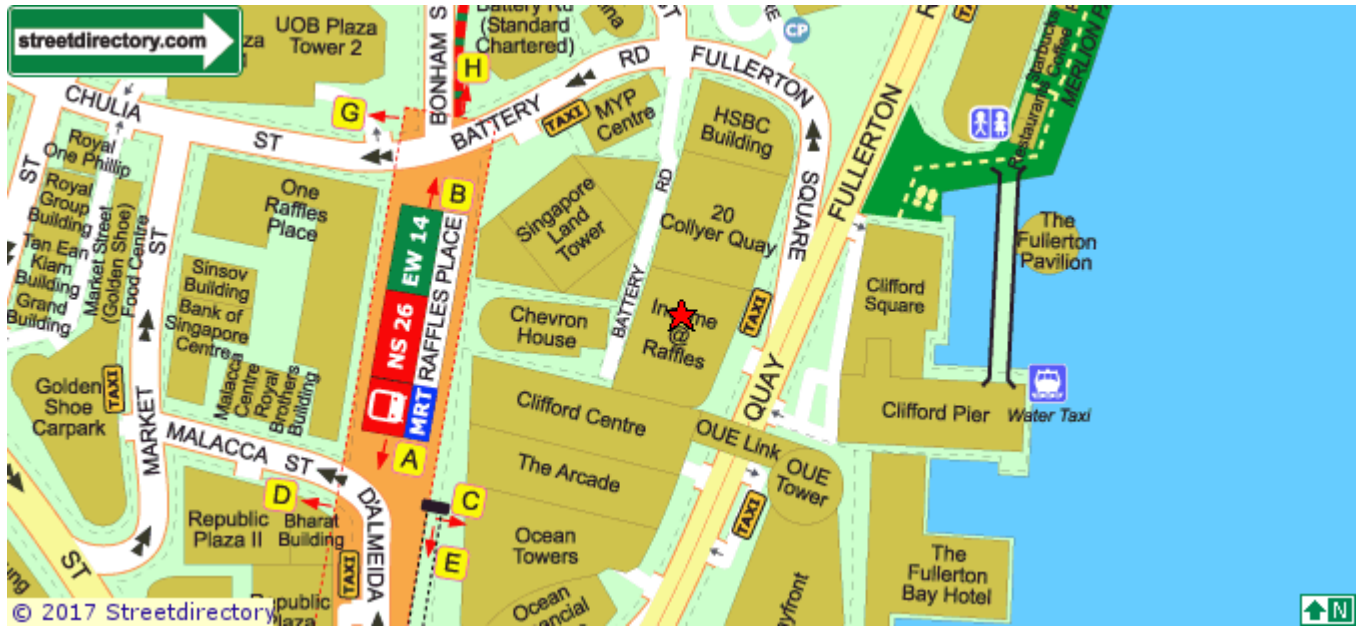 streetdirectory.com
UOB Plaza
Tower 2
Battery Rd
(Standard
Chartered)
ST
CP
TAXI
Starbucks
Coffee
Restaurants
BONHAM S
H
G
CHULIA
ST
BATTERY
RD
FULLERTON
SQUARE
TAXI
MYP
Centre
HSBC
Building
FULLERTON
QUAY
Royal
One Phillip
ST
Royal
Group
Building
Tan Ean
Kiam
Building
Grand
Building
Market Street
(Golden Shoe)
Food Centre
One
Raffles
Place
B
EW 14
NS 26
MRT
RAFFLES PLACE
Singapore
Land
Tower
BATTERY
RD
20
Collyer Quay
Clifford
Square
The
Fullerton
Pavilion
Sinsov
Building
Bank of
Singapore
Centre
Malacca
Centre
Royal
Brothers
Building
Chevron
House
@
Raffles
TAXI
Golden
Shoe
Carpark
TAXI
MARKET
ST
MALACCA
ST
A
Clifford Centre
OUE Link
OUE
Tower
Clifford Pier
Water Taxi
The Arcade
D
C
E
Republic
Plaza II
Bharat
Building
D'ALMEIDA
TAXI
Ocean
Towers
TAXI
The
Fullerton
Bay Hotel
ST
Ocean
© 2017 Streetdirectory
N